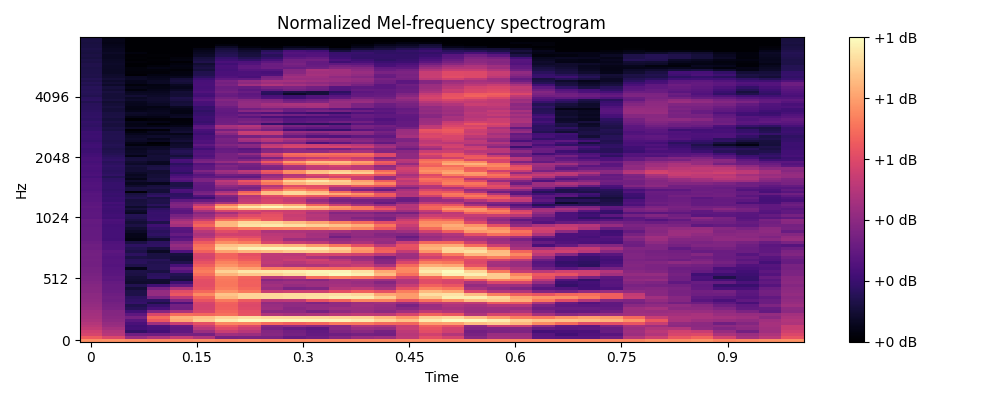 Normalized Mel-frequency spectrogram
Hz
4096
2048
1024
512
0
0 0.15 0.3 0.45 0.6 0.75 0.9
Time
+1 dB
+1 dB
+1 dB
+0 dB
+0 dB
+0 dB